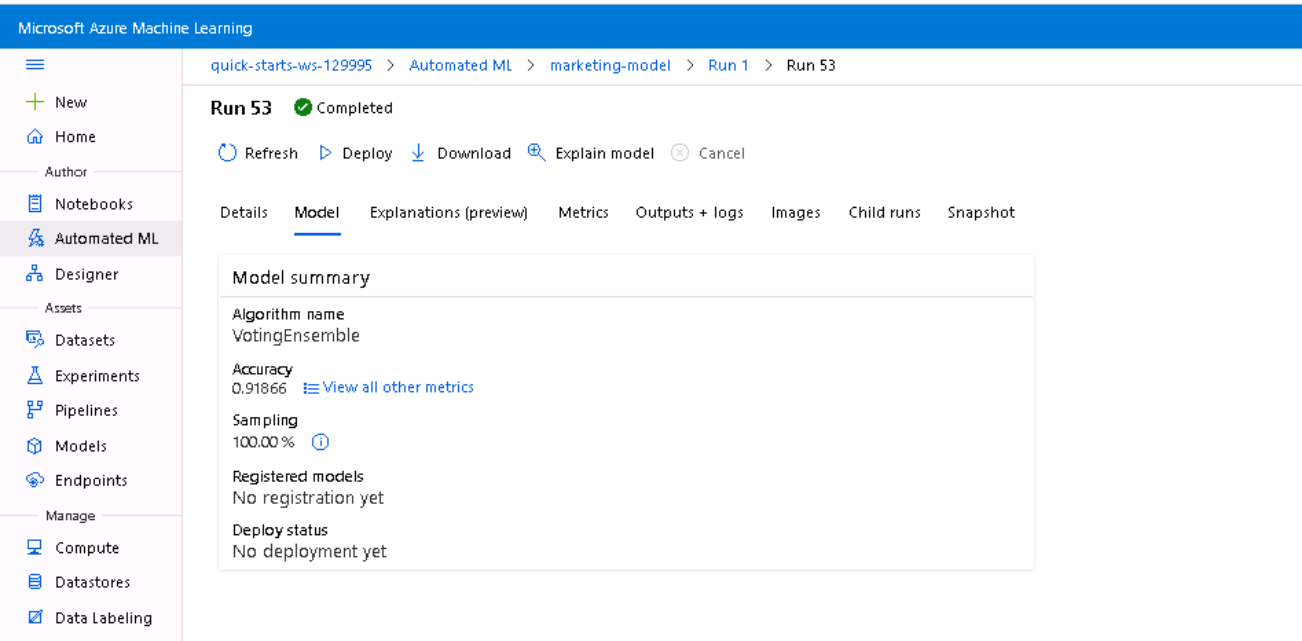 Microsoft Azure Machine Learning
quick-starts-ws-129995 > Automated ML > marketing-model > Run 1 > Run 53
New
Home
Author
Notebooks
Automated ML
Designer
Assets
Datasets
Experiments
Pipelines
Models
Endpoints
Manage
Compute
Datastores
Data Labeling
Run 53 Completed
Refresh Deploy Download Explain model Cancel
Details Model Explanations (preview) Metrics Outputs + logs Images Child runs Snapshot
Model summary
Algorithm name
VotingEnsemble
Accuracy
0.91866 View all other metrics
Sampling
100.00 %
Registered models
No registration yet
Deploy status
No deployment yet